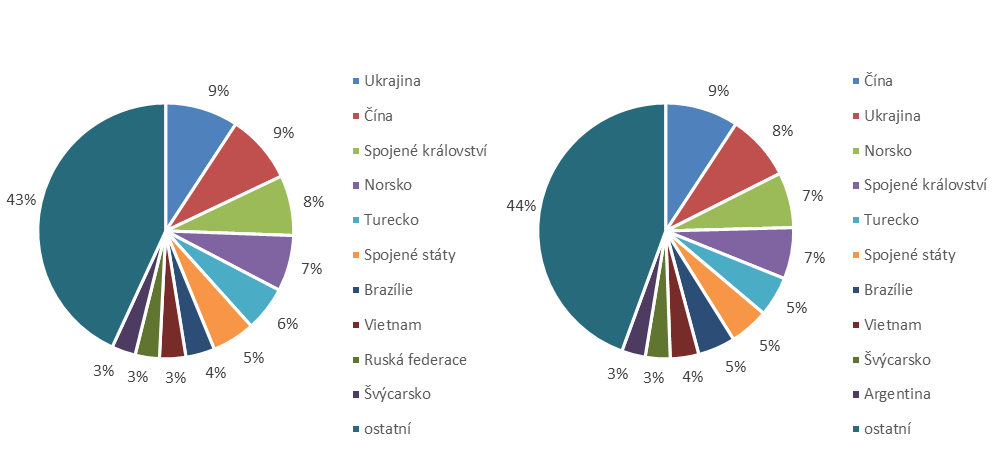 9%
9%
8%
7%
6%
5%
4%
3%
3%
3%
43%
Ukrajina
Čína
Spojené království
Norsko
Turecko
Spojené státy
Brazílie
Vietnam
Ruská federace
Švýcarsko
ostatní
9%
8%
7%
7%
5%
5%
5%
4%
3%
3%
44%
Čína
Ukrajina
Norsko
Spojené království
Turecko
Spojené státy
Brazílie
Vietnam
Švýcarsko
Argentina
ostatní